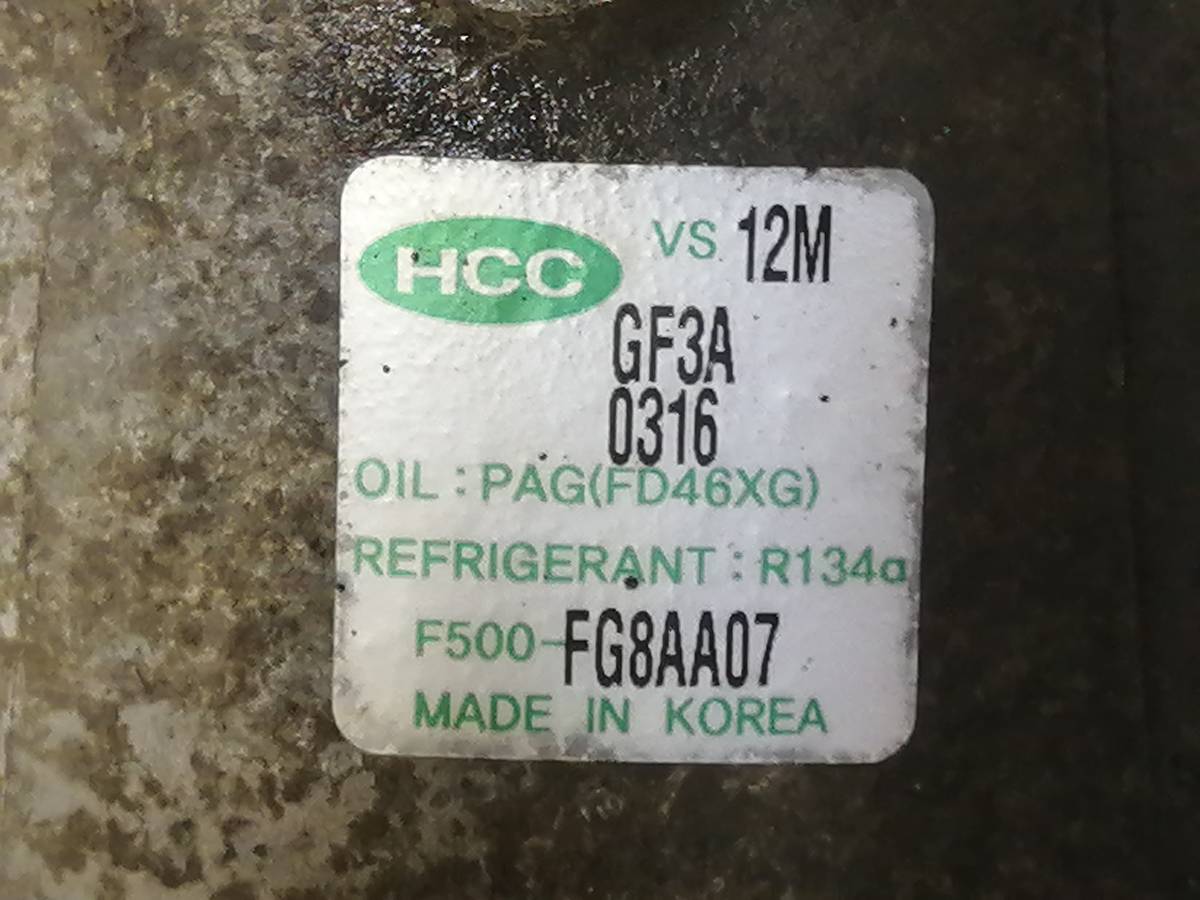 HCC VS 12M
GF3A
0316
OIL : PAG(FD46XG)
REFRIGERANT : R134a
F500-FG8AA07
MADE IN KOREA